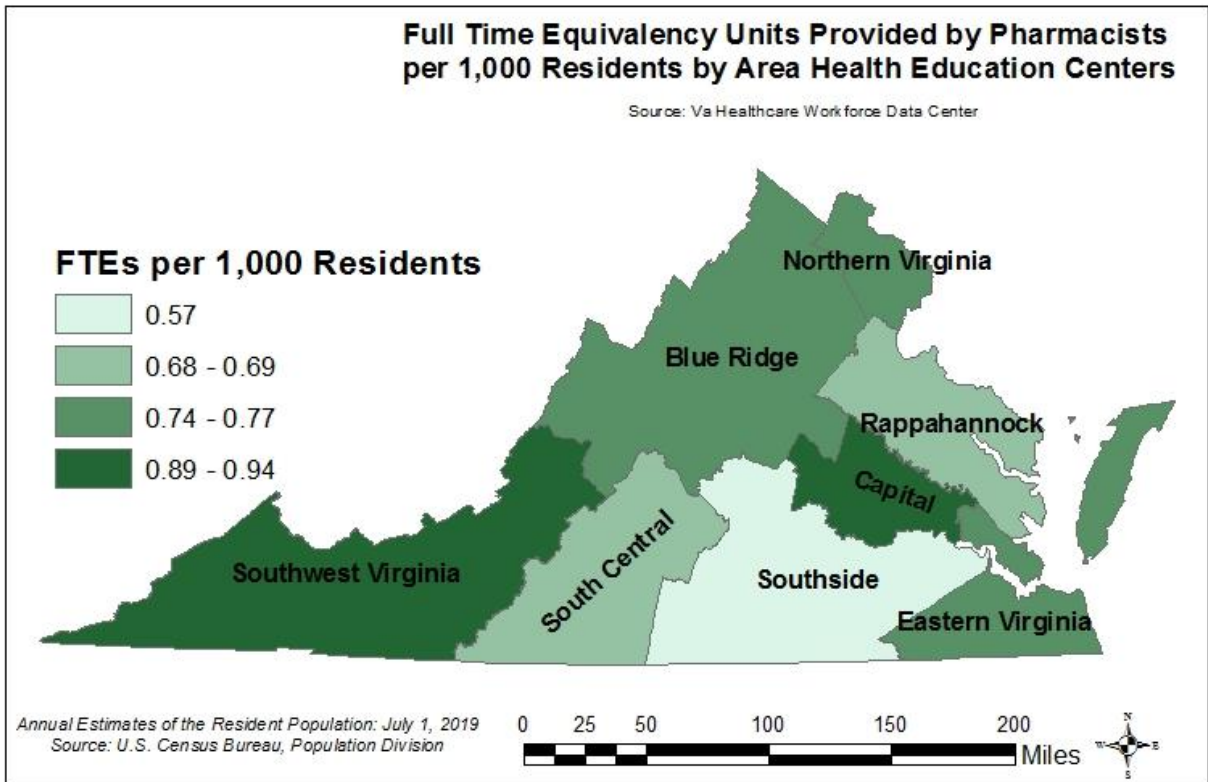 Full Time Equivalency Units Provided by Pharmacists
per 1,000 Residents by Area Health Education Centers
Source: Va Healthcare Workforce Data Center
FTEs per 1,000 Residents
0.57
0.68 - 0.69
0.74 - 0.77
0.89 - 0.94
Northern Virginia
Blue Ridge
Rappahannock
Capital
Southwest Virginia
South Central
Southside
Eastern Virginia
Annual Estimates of the Resident Population: July 1, 2019
Source: U.S. Census Bureau, Population Division
0 25 50 100 150 200
Miles
N
W E
S